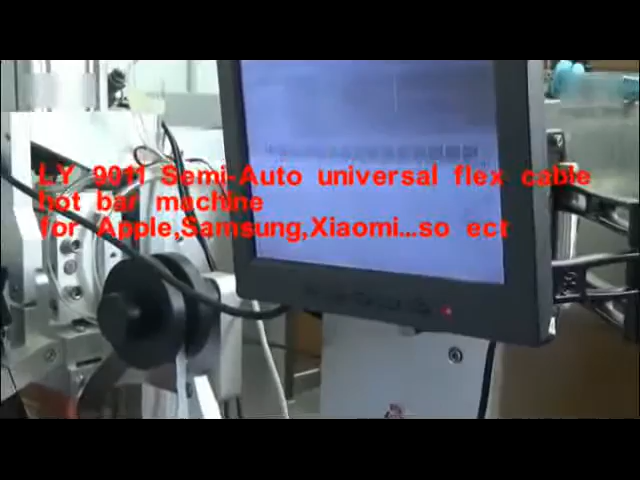 LY 9011 Semi-Auto universal flex cable
hot bar machine
for Apple,Samsung,Xiaomi...so ect